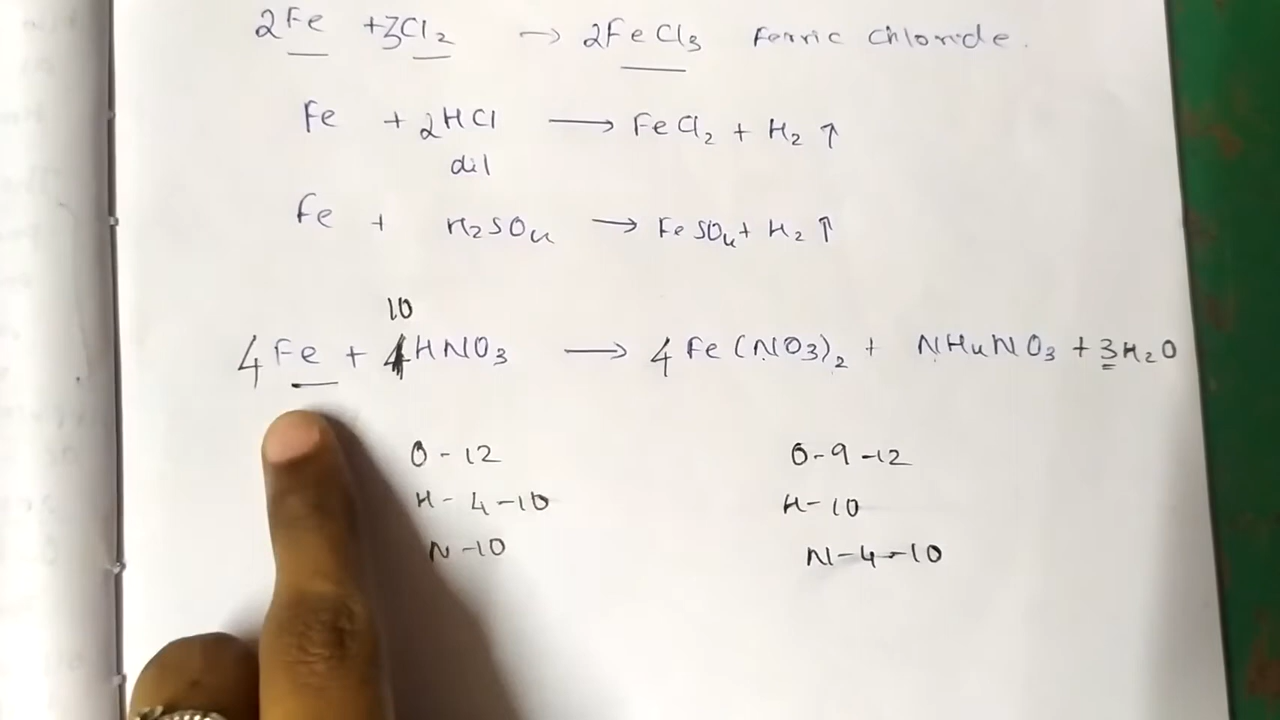 2Fe +3Cl2 → 2FeCl3 Ferric Chloride.
Fe + 2HCl → FeCl2 + H2 ↑
dil
Fe + H2SO4 → FeSO4 + H2 ↑
10
4Fe + 4HNO3 → 4Fe(NO3)2 + NH4NO3 + 3H2O
O - 12 O-9-12
H - 4-10 H-10
N-10 N-4-10